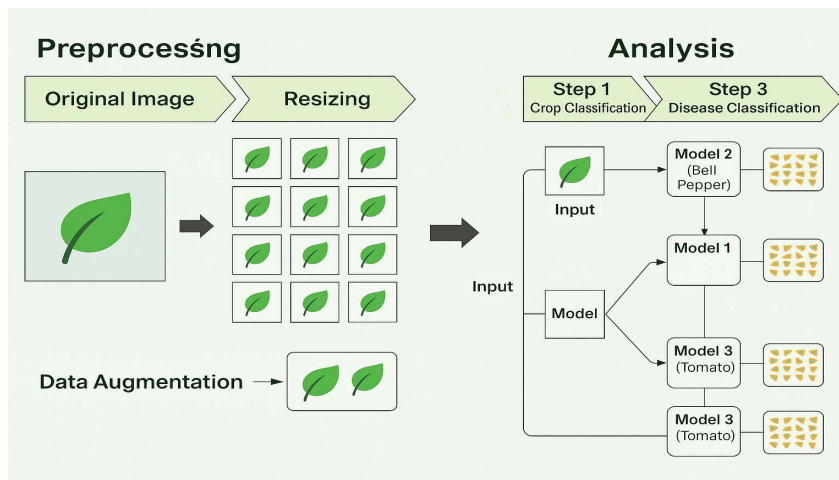 Preprocesśng
Original Image
Resizing
Data Augmentation
Analysis
Step 1
Crop Classification
Step 3
Disease Classification
Input
Input
Model
Model 2
(Bell
Pepper)
Model 1
Model 3
(Tomato)
Model 3
(Tomato)